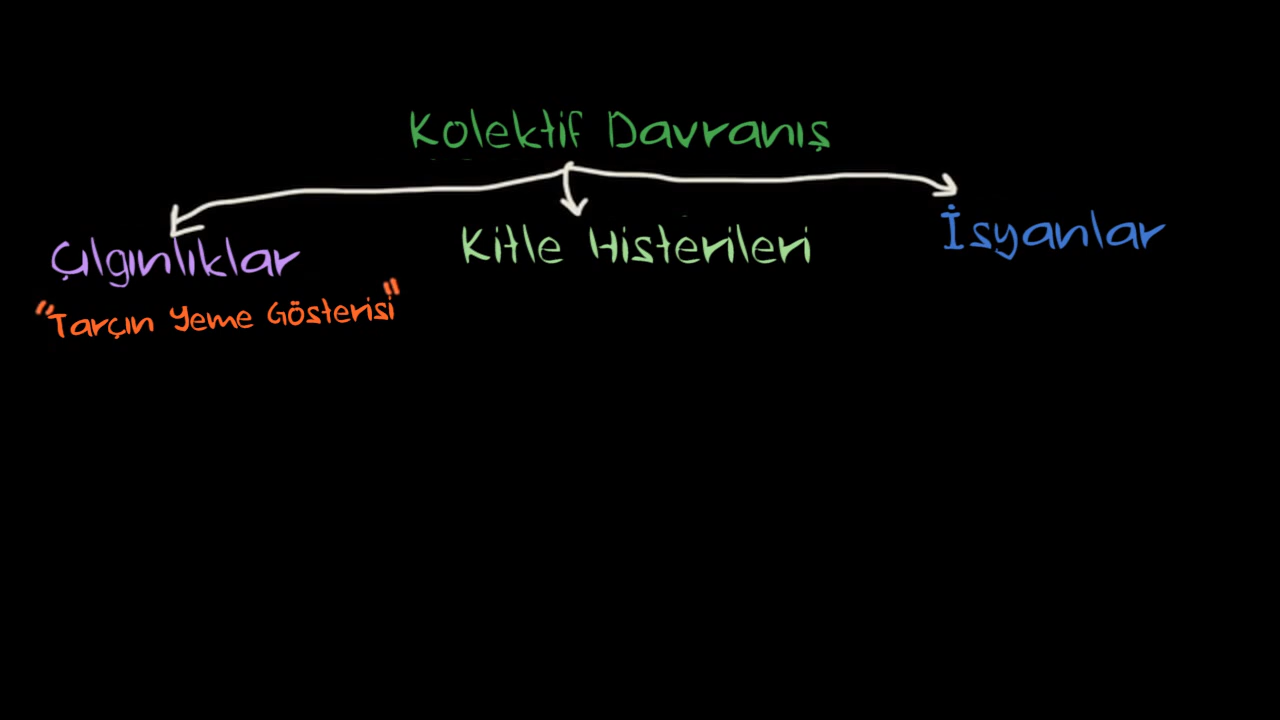 Kolektif Davranış
Çılgınlıklar
Kitle Histerileri
İsyanlar
"Tarçın Yeme Gösterisi"